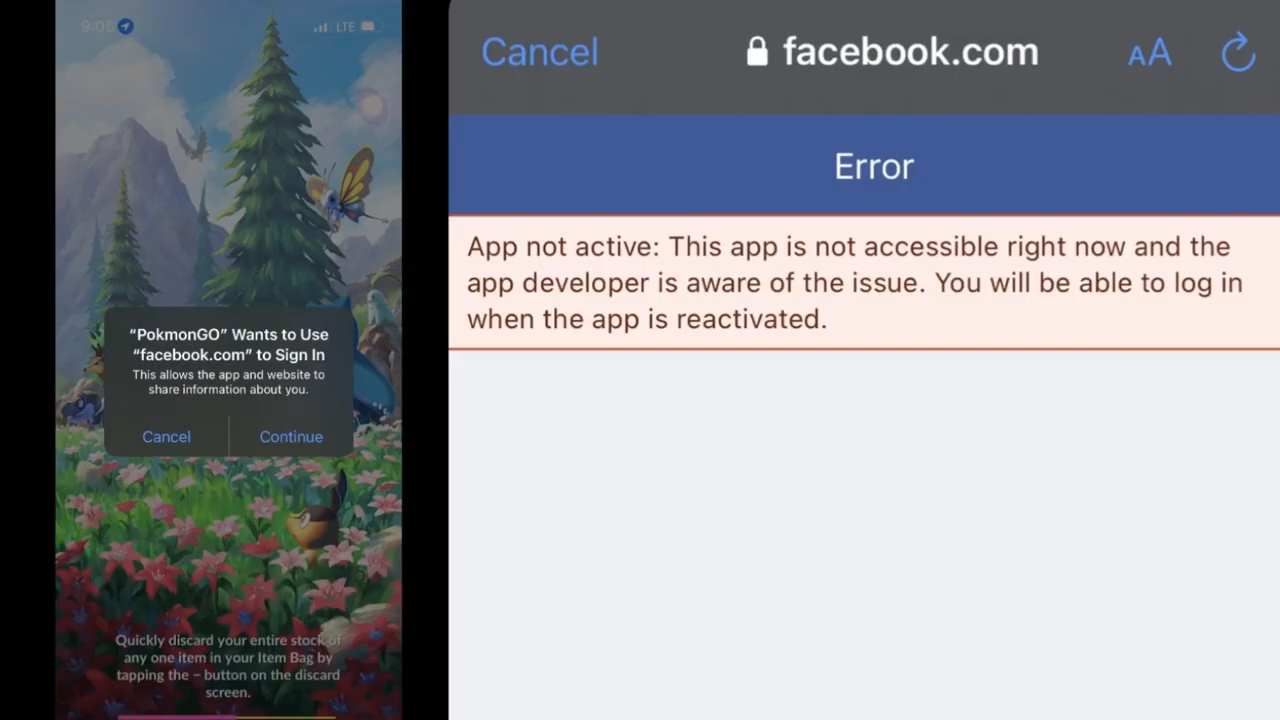 9:05
LTE
“PokmonGO” Wants to Use
“facebook.com” to Sign In
This allows the app and website to
share information about you.
Cancel
Continue
Quickly discard your entire stock of
any one item in your Item Bag by
tapping the – button on the discard
screen.
Cancel
facebook.com
AA
Error
App not active: This app is not accessible right now and the
app developer is aware of the issue. You will be able to log in
when the app is reactivated.